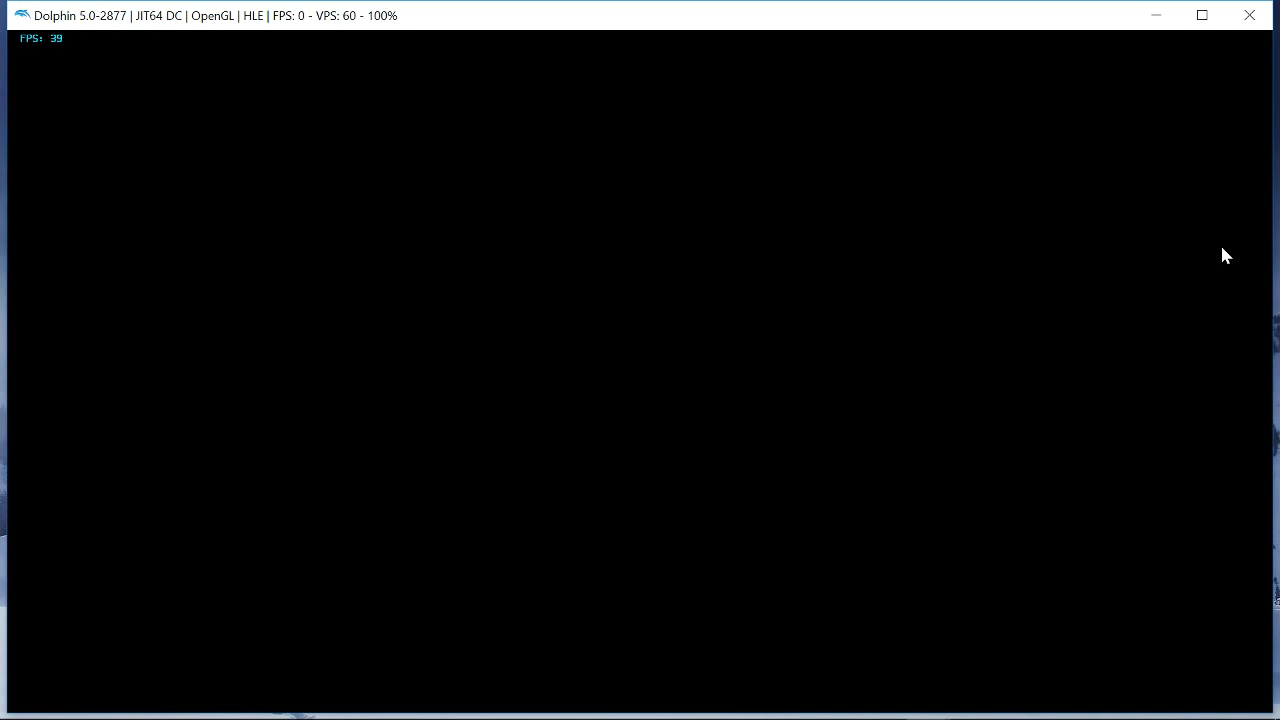 Dolphin 5.0-2877 | JIT64 DC | OpenGL | HLE | FPS: 0 - VPS: 60 - 100%
FPS: 39